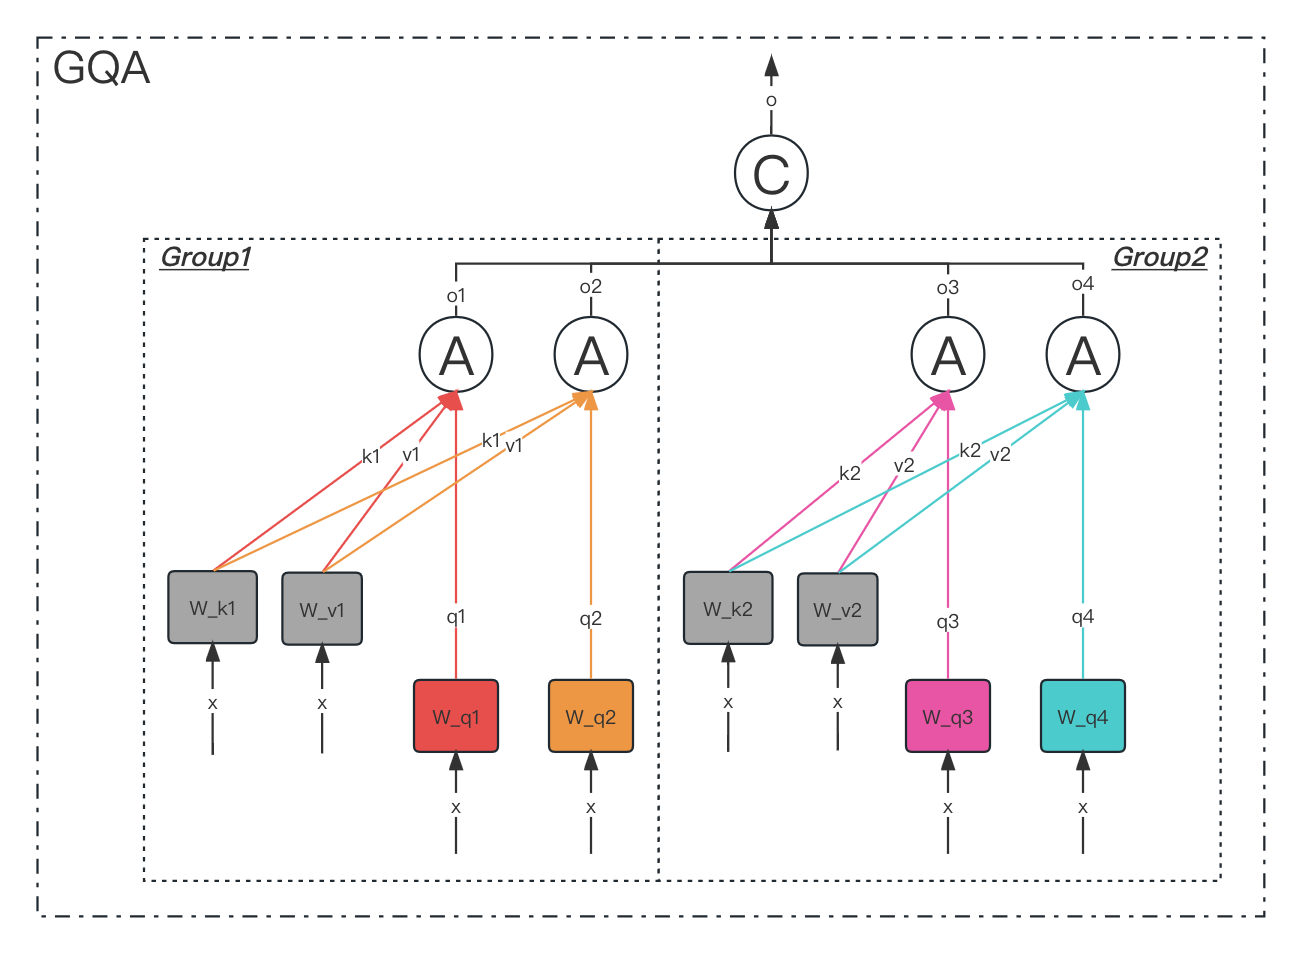 GQA
o
C
Group1
Group2
o1
o2
o3
o4
A
A
A
A
k1
v1
k1
v1
k2
v2
k2
v2
W_k1
W_v1
W_k2
W_v2
q1
q2
q3
q4
x
x
x
x
W_q1
W_q2
W_q3
W_q4
x
x
x
x